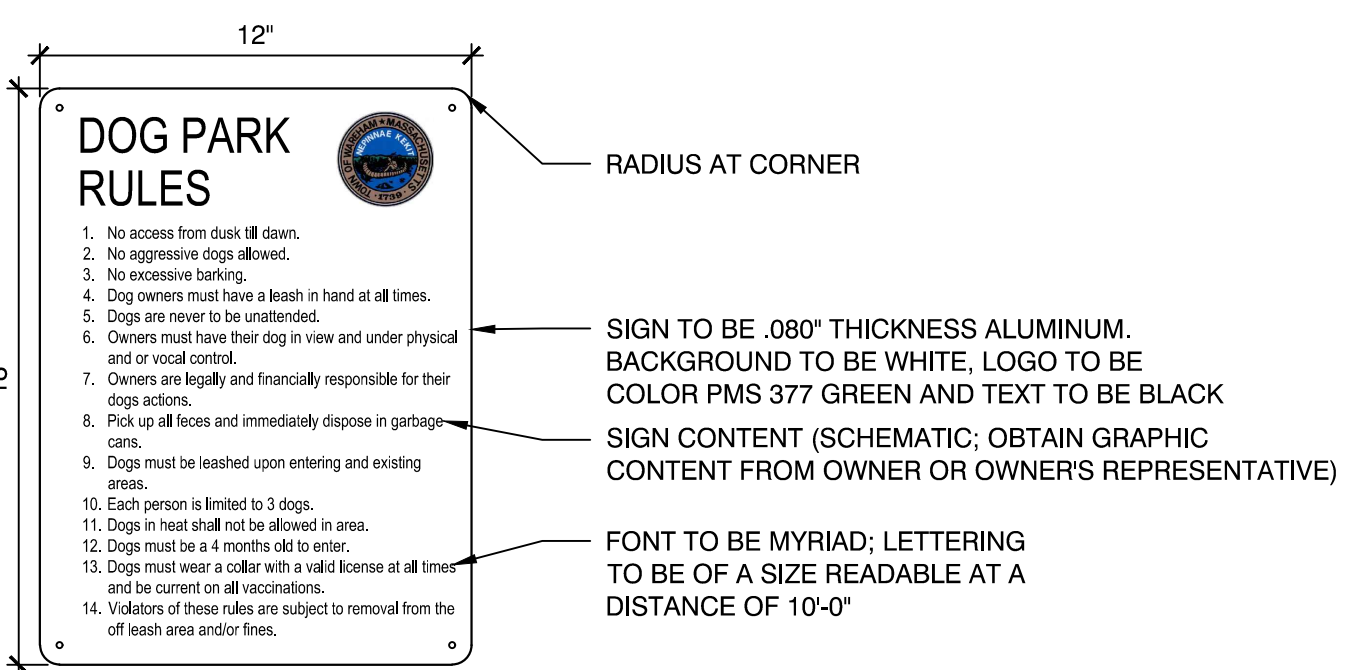 12"
DOG PARK
RULES
TOWN OF WAREHAM ★ MASSACHUSETTS
NEPINNAE KEKIT
1739
1. No access from dusk till dawn.
2. No aggressive dogs allowed.
3. No excessive barking.
4. Dog owners must have a leash in hand at all times.
5. Dogs are never to be unattended.
6. Owners must have their dog in view and under physical
and or vocal control.
7. Owners are legally and financially responsible for their
dogs actions.
8. Pick up all feces and immediately dispose in garbage
cans.
9. Dogs must be leashed upon entering and existing
areas.
10. Each person is limited to 3 dogs.
11. Dogs in heat shall not be allowed in area.
12. Dogs must be a 4 months old to enter.
13. Dogs must wear a collar with a valid license at all times
and be current on all vaccinations.
14. Violators of these rules are subject to removal from the
off leash area and/or fines.
RADIUS AT CORNER
SIGN TO BE .080" THICKNESS ALUMINUM.
BACKGROUND TO BE WHITE, LOGO TO BE
COLOR PMS 377 GREEN AND TEXT TO BE BLACK
SIGN CONTENT (SCHEMATIC; OBTAIN GRAPHIC
CONTENT FROM OWNER OR OWNER'S REPRESENTATIVE)
FONT TO BE MYRIAD; LETTERING
TO BE OF A SIZE READABLE AT A
DISTANCE OF 10'-0"